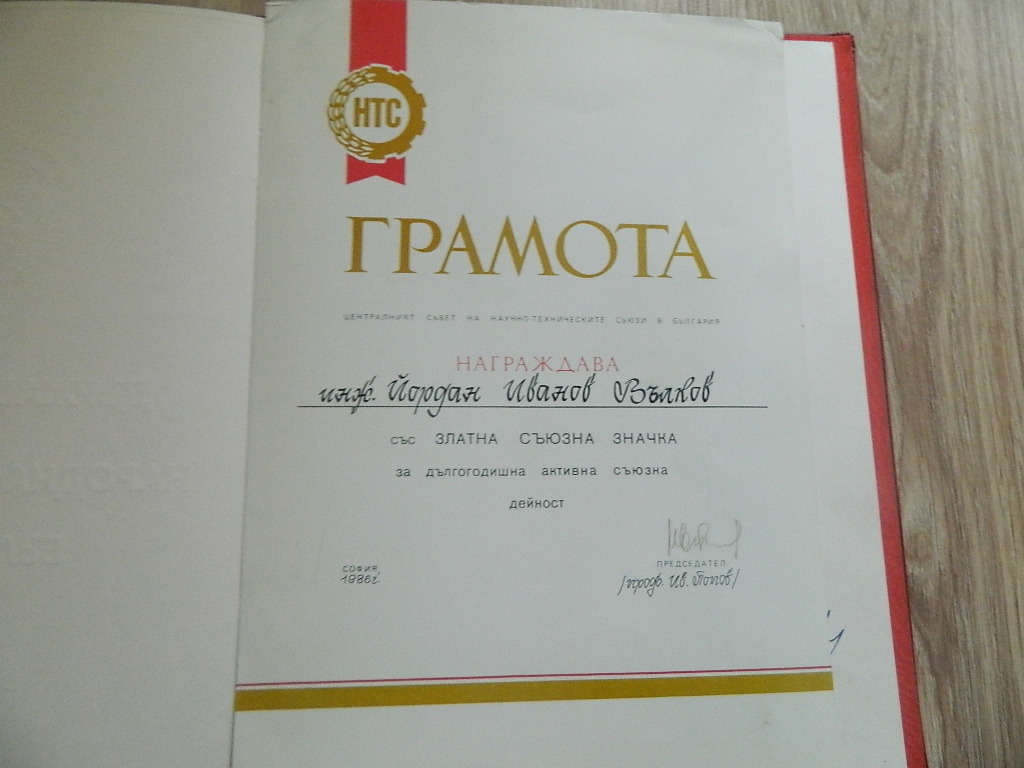 НТС
ГРАМОТА
ЦЕНТРАЛНИЯТ СЪВЕТ НА НАУЧНО-ТЕХНИЧЕСКИТЕ СЪЮЗИ В БЪЛГАРИЯ
НАГРАЖДАВА
инж. Йордан Иванов Вълков
със ЗЛАТНА СЪЮЗНА ЗНАЧКА
за дългогодишна активна съюзна
дейност
СОФИЯ,
1986г.
ПРЕДСЕДАТЕЛ
/проф. Ив. Попов/
1